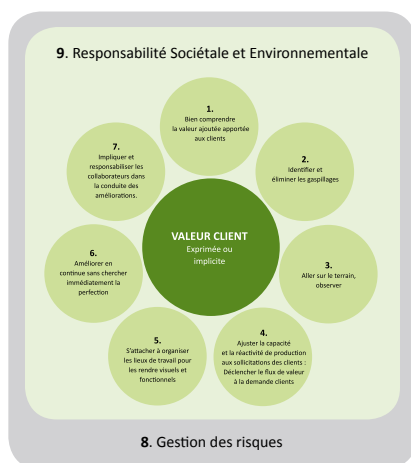 9. Responsabilité Sociétale et Environnementale
1.
Bien comprendre
la valeur ajoutée apportée
aux clients
2.
Identifier et
éliminer les gaspillages
3.
Aller sur le terrain,
observer
4.
Ajuster la capacité
et la réactivité de production
aux sollicitations des clients :
Déclencher le flux de valeur
à la demande clients
5.
S'attacher à organiser
les lieux de travail pour
les rendre visuels et
fonctionnels
6.
Améliorer en
continue sans chercher
immédiatement la
perfection
7.
Impliquer et
responsabiliser les
collaborateurs dans
la conduite des
améliorations.
VALEUR CLIENT
Exprimée ou
implicite
8. Gestion des risques